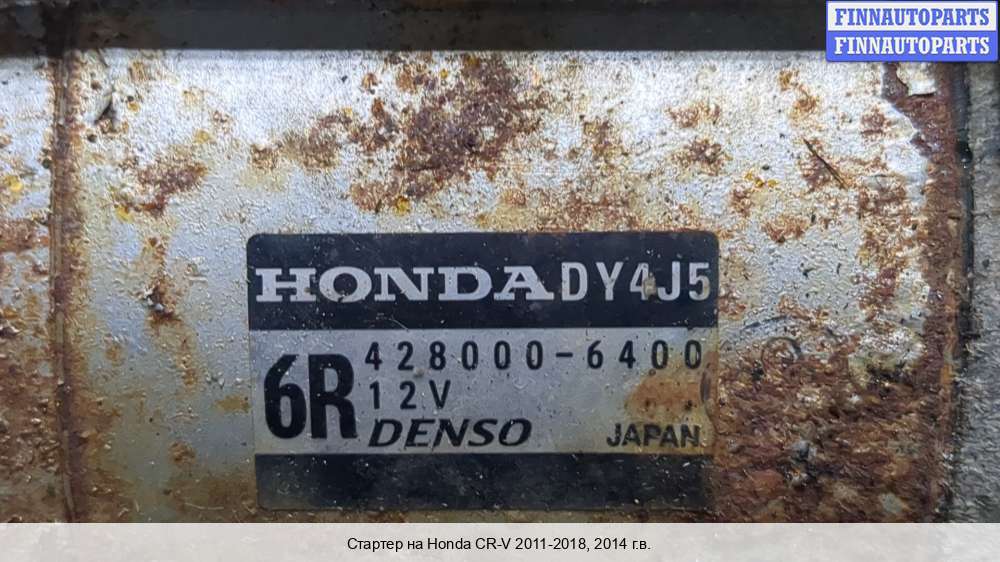 FINNAUTOPARTS
FINNAUTOPARTS
HONDA DY4J5
6R 428000-6400
12V
DENSO JAPAN
Стартер на Honda CR-V 2011-2018, 2014 г.в.